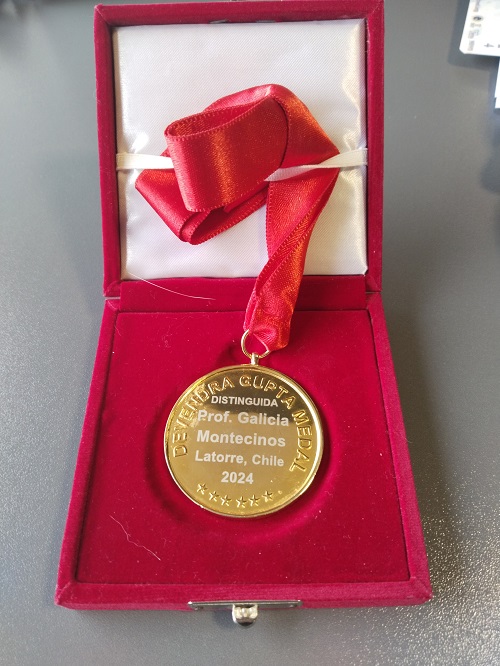 DEVENDRA GUPTA MEDAL
DISTINGUIDA
Prof. Galicia
Montecinos
Latorre, Chile
2024